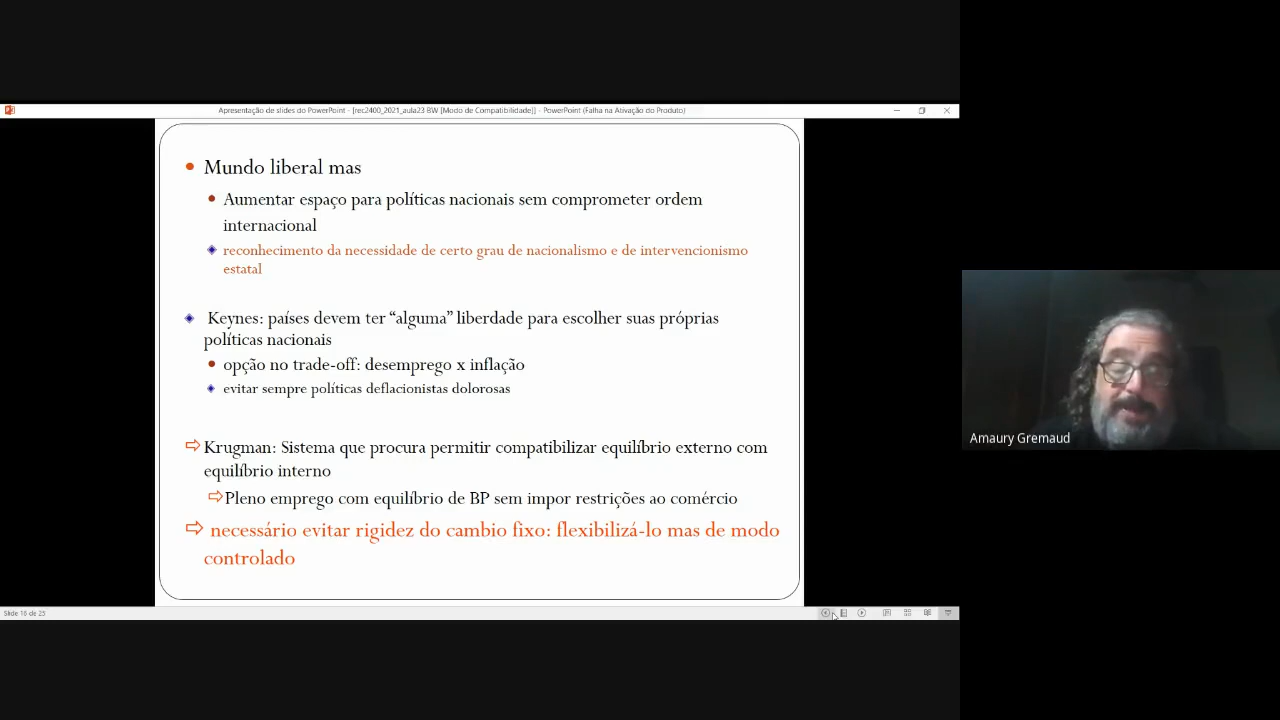 Apresentação de slides do PowerPoint - [rec2400_2021_aula23 BW [Modo de Compatibilidade]] - PowerPoint (Falha na Ativação do Produto)
Mundo liberal mas
Aumentar espaço para políticas nacionais sem comprometer ordem
internacional
reconhecimento da necessidade de certo grau de nacionalismo e de intervencionismo
estatal
Keynes: países devem ter “alguma” liberdade para escolher suas próprias
políticas nacionais
opção no trade-off: desemprego x inflação
evitar sempre políticas deflacionistas dolorosas
Krugman: Sistema que procura permitir compatibilizar equilíbrio externo com
equilíbrio interno
Pleno emprego com equilíbrio de BP sem impor restrições ao comércio
necessário evitar rigidez do cambio fixo: flexibilizá-lo mas de modo
controlado
Slide 18 de 25
Amaury Gremaud